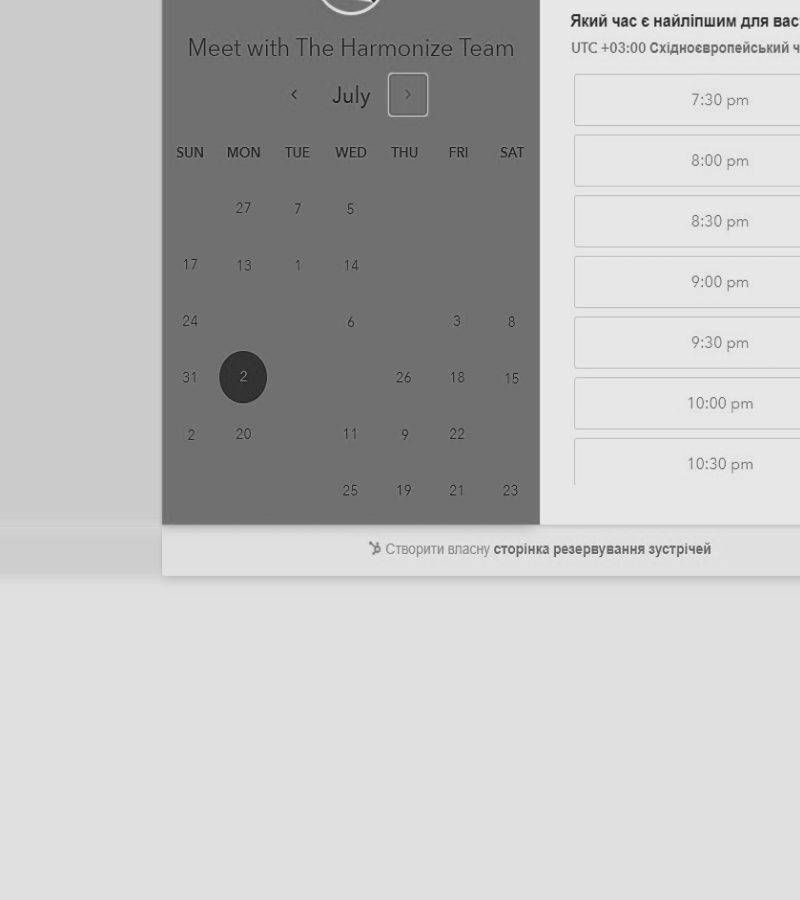 Meet with The Harmonize Team
July
SUN MON TUE WED THU FRI SAT
27 7 5
17 13 1 14
24 6 3 8
31 2 26 18 15
2 20 11 9 22
25 19 21 23
Який час є найліпшим для вас
UTC +03:00 Східноєвропейський ч
7:30 pm
8:00 pm
8:30 pm
9:00 pm
9:30 pm
10:00 pm
10:30 pm
Створити власну сторінка резервування зустрічей